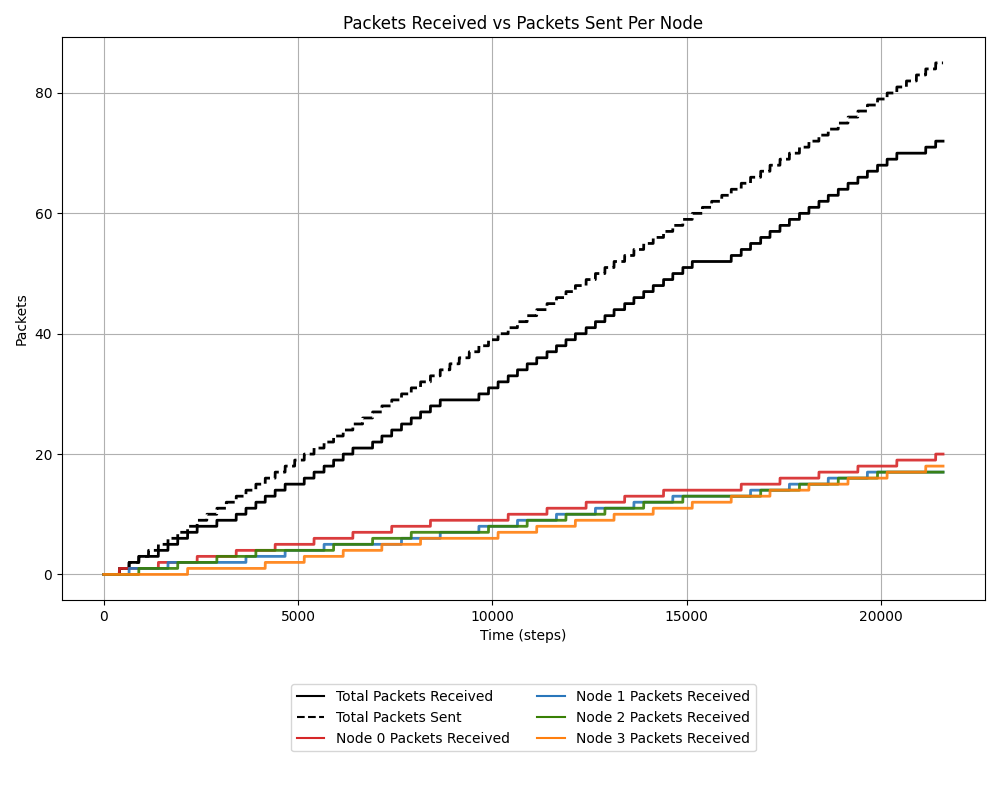 Packets Received vs Packets Sent Per Node
80
60
40
20
0
Packets
0 5000 10000 15000 20000
Time (steps)
Total Packets Received
Total Packets Sent
Node 0 Packets Received
Node 1 Packets Received
Node 2 Packets Received
Node 3 Packets Received